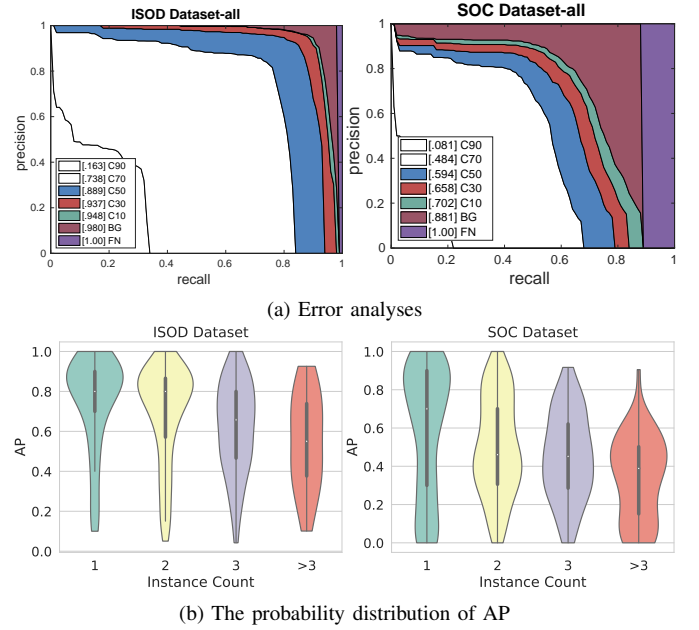 ISOD Dataset-all
precision
1
0.8
0.6
0.4
0.2
0
[.163] C90
[.738] C70
[.889] C50
[.937] C30
[.948] C10
[.980] BG
[1.00] FN
0 0.2 0.4 0.6 0.8 1
recall
SOC Dataset-all
precision
1
0.8
0.6
0.4
0.2
0
[.081] C90
[.484] C70
[.594] C50
[.658] C30
[.702] C10
[.881] BG
[1.00] FN
0 0.2 0.4 0.6 0.8 1
recall
(a) Error analyses
ISOD Dataset
AP
1.0
0.8
0.6
0.4
0.2
0.0
1 2 3 >3
Instance Count
SOC Dataset
AP
1.0
0.8
0.6
0.4
0.2
0.0
1 2 3 >3
Instance Count
(b) The probability distribution of AP